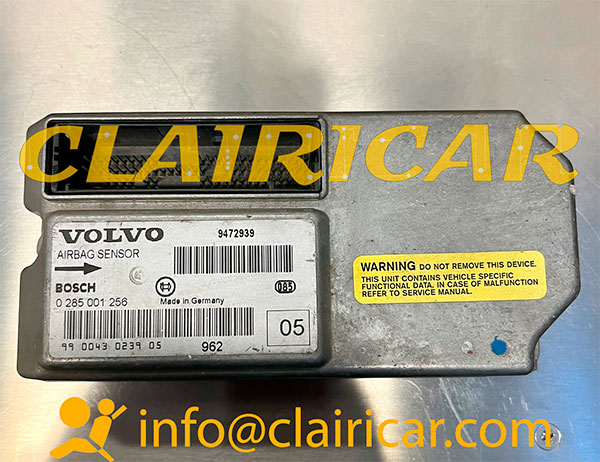 CLAIRICAR
VOLVO 9472939
AIRBAG SENSOR
BOSCH
0 285 001 256
Made in Germany
99 0043 0239 05 962
05
WARNING DO NOT REMOVE THIS DEVICE.
THIS UNIT CONTAINS VEHICLE SPECIFIC
FUNCTIONAL DATA. IN CASE OF MALFUNCTION
REFER TO SERVICE MANUAL.
info@clairicar.com